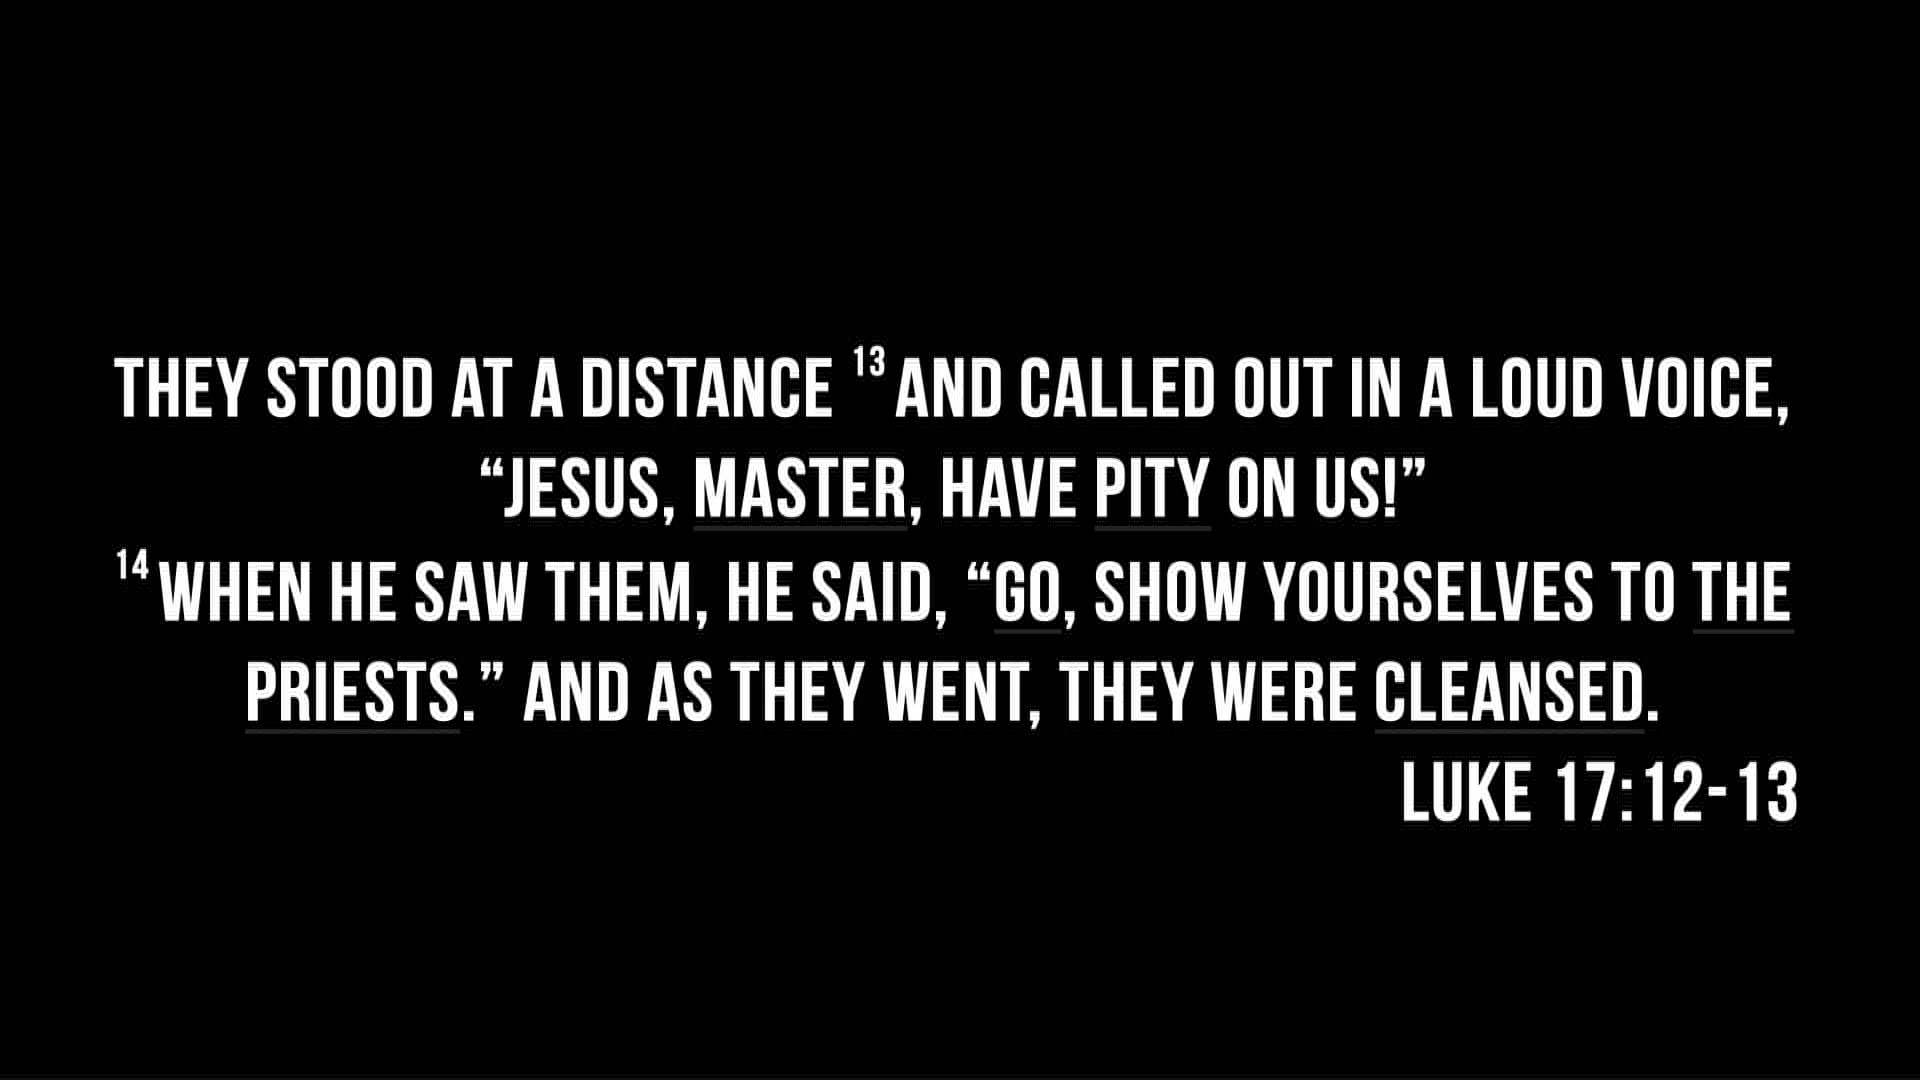 THEY STOOD AT A DISTANCE 13 AND CALLED OUT IN A LOUD VOICE,
“JESUS, MASTER, HAVE PITY ON US!”
14 WHEN HE SAW THEM, HE SAID, “GO, SHOW YOURSELVES TO THE
PRIESTS.” AND AS THEY WENT, THEY WERE CLEANSED.
LUKE 17:12-13